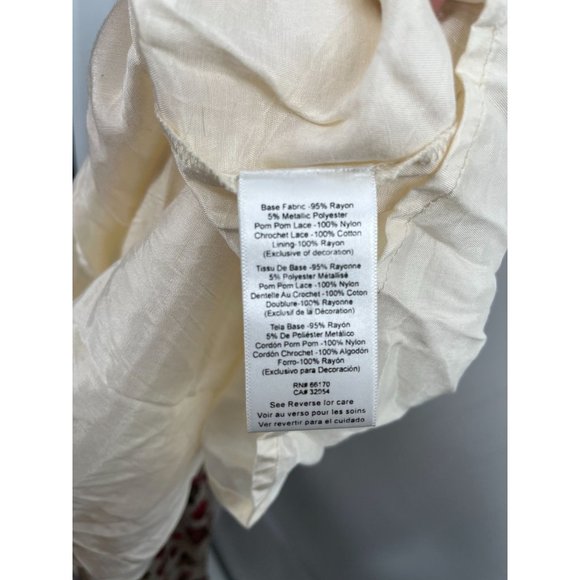 Base Fabric -95% Rayon
5% Metallic Polyester
Pom Pom Lace -100% Nylon
Chrochet Lace -100% Cotton
Lining-100% Rayon
(Exclusive of decoration)
Tissu De Base -95% Rayonne
5% Polyester Métallisé
Pom Pom Lace -100% Nylon
Dentelle Au Crochet -100% Coton
Doublure -100% Rayonne
(Exclusif de la Décoration)
Tela Base -95% Rayón
5% De Poliéster Metálico
Cordón Pom Pom -100% Nylon
Cordón Chrochet -100% Algodón
Forro-100% Rayón
(Exclusivo para Decoración)
RN# 66170
CA# 32054
See Reverse for care
Voir au verso pour les soins
Ver revertir para el cuidado